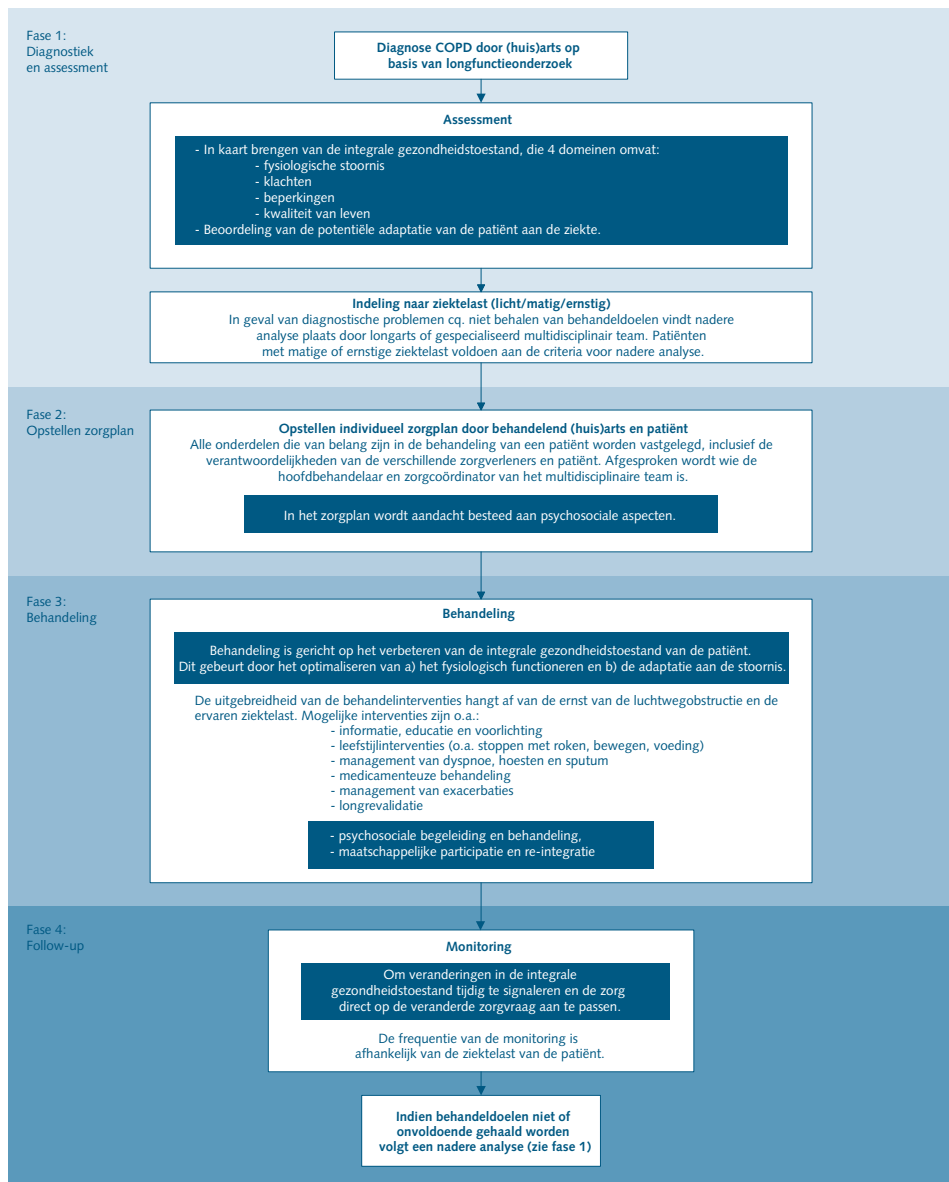 Fase 1:
Diagnostiek
en assessment
Diagnose COPD door (huis)arts op
basis van longfunctieonderzoek
Assessment
- In kaart brengen van de integrale gezondheidstoestand, die 4 domeinen omvat:
- fysiologische stoornis
- klachten
- beperkingen
- kwaliteit van leven
- Beoordeling van de potentiële adaptatie van de patiënt aan de ziekte.
Indeling naar ziektelast (licht/matig/ernstig)
In geval van diagnostische problemen cq. niet behalen van behandeldoelen vindt nadere
analyse plaats door longarts of gespecialiseerd multidisciplinair team. Patiënten
met matige of ernstige ziektelast voldoen aan de criteria voor nadere analyse.
Fase 2:
Opstellen zorgplan
Opstellen individueel zorgplan door behandelend (huis)arts en patiënt
Alle onderdelen die van belang zijn in de behandeling van een patiënt worden vastgelegd, inclusief de
verantwoordelijkheden van de verschillende zorgverleners en patiënt. Afgesproken wordt wie de
hoofdbehandelaar en zorgcoördinator van het multidisciplinaire team is.
In het zorgplan wordt aandacht besteed aan psychosociale aspecten.
Fase 3:
Behandeling
Behandeling
Behandeling is gericht op het verbeteren van de integrale gezondheidstoestand van de patiënt.
Dit gebeurt door het optimaliseren van a) het fysiologisch functioneren en b) de adaptatie aan de stoornis.
De uitgebreidheid van de behandelinterventies hangt af van de ernst van de luchtwegobstructie en de
ervaren ziektelast. Mogelijke interventies zijn o.a.:
- informatie, educatie en voorlichting
- leefstijlinterventies (o.a. stoppen met roken, bewegen, voeding)
- management van dyspnoe, hoesten en sputum
- medicamenteuze behandeling
- management van exacerbaties
- longrevalidatie
- psychosociale begeleiding en behandeling,
- maatschappelijke participatie en re-integratie
Fase 4:
Follow-up
Monitoring
Om veranderingen in de integrale
gezondheidstoestand tijdig te signaleren en de zorg
direct op de veranderde zorgvraag aan te passen.
De frequentie van de monitoring is
afhankelijk van de ziektelast van de patiënt.
Indien behandeldoelen niet of
onvoldoende gehaald worden
volgt een nadere analyse (zie fase 1)